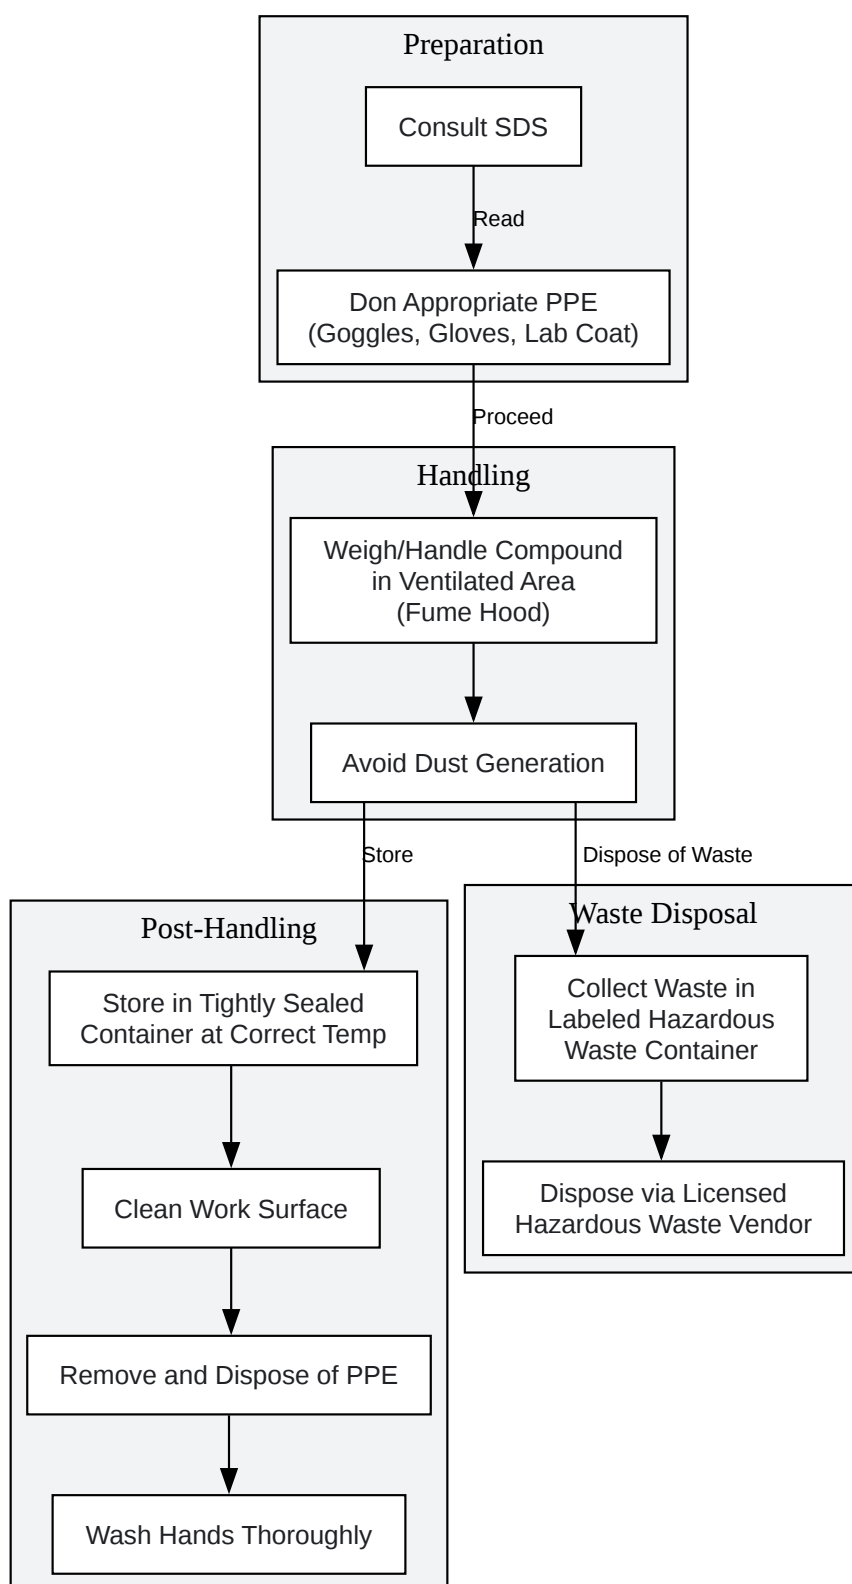 Preparation
Consult SDS
Read
Don Appropriate PPE
(Goggles, Gloves, Lab Coat)
Proceed
Handling
Weigh/Handle Compound
in Ventilated Area
(Fume Hood)
Avoid Dust Generation
Store
Dispose of Waste
Post-Handling
Store in Tightly Sealed
Container at Correct Temp
Clean Work Surface
Remove and Dispose of PPE
Wash Hands Thoroughly
Waste Disposal
Collect Waste in
Labeled Hazardous
Waste Container
Dispose via Licensed
Hazardous Waste Vendor